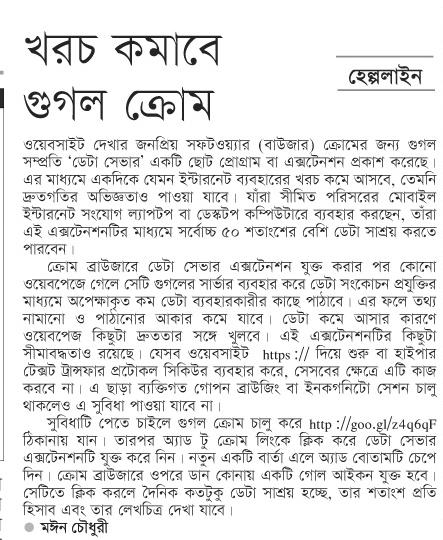 খরচ কমাবে
গুগল ক্রোম
হেল্পলাইন
ওয়েবসাইট দেখার জনপ্রিয় সফটওয়্যার (বাউজার) ক্রোমের জন্য গুগল
সম্প্রতি ‘ডেটা সেভার’ একটি ছোট প্রোগ্রাম বা এক্সটেনশন প্রকাশ করেছে।
এর মাধ্যমে একদিকে যেমন ইন্টারনেট ব্যবহারের খরচ কমে আসবে, তেমনি
দ্রুতগতির অভিজ্ঞতাও পাওয়া যাবে। যাঁরা সীমিত পরিসরের মোবাইল
ইন্টারনেট সংযোগ ল্যাপটপ বা ডেস্কটপ কম্পিউটারে ব্যবহার করছেন, তাঁরা
এই এক্সটেনশনটির মাধ্যমে সর্বোচ্চ ৫০ শতাংশের বেশি ডেটা সাশ্রয় করতে
পারবেন।
ক্রোম ব্রাউজারে ডেটা সেভার এক্সটেনশন যুক্ত করার পর কোনো
ওয়েবপেজে গেলে সেটি গুগলের সার্ভার ব্যবহার করে ডেটা সংকোচন প্রযুক্তির
মাধ্যমে অপেক্ষাকৃত কম ডেটা ব্যবহারকারীর কাছে পাঠাবে। এর ফলে তথ্য
নামানো ও পাঠানোর আকার কমে যাবে। ডেটা কমে আসার কারণে
ওয়েবপেজ কিছুটা দ্রুততার সঙ্গে খুলবে। এই এক্সটেনশনটির কিছুটা
সীমাবদ্ধতাও রয়েছে। যেসব ওয়েবসাইট https :// দিয়ে শুরু বা হাইপার
টেক্সট ট্রান্সফার প্রটোকল সিকিউর ব্যবহার করে, সেসবের ক্ষেত্রে এটি কাজ
করবে না। এ ছাড়া ব্যক্তিগত গোপন ব্রাউজিং বা ইনকগনিটো সেশন চালু
থাকলেও এ সুবিধা পাওয়া যাবে না।
সুবিধাটি পেতে চাইলে গুগল ক্রোম চালু করে http ://goo.gl/z4q6qF
ঠিকানায় যান। তারপর অ্যাড টু ক্রোম লিংকে ক্লিক করে ডেটা সেভার
এক্সটেনশনটি যুক্ত করে নিন। নতুন একটি বার্তা এলে অ্যাড বোতামটি চেপে
দিন। ক্রোম ব্রাউজারে ওপরে ডান কোনায় একটি গোল আইকন যুক্ত হবে।
সেটিতে ক্লিক করলে দৈনিক কতটুকু ডেটা সাশ্রয় হচ্ছে, তার শতাংশ প্রতি
হিসাব এবং তার লেখচিত্র দেখা যাবে।
● মঈন চৌধুরী